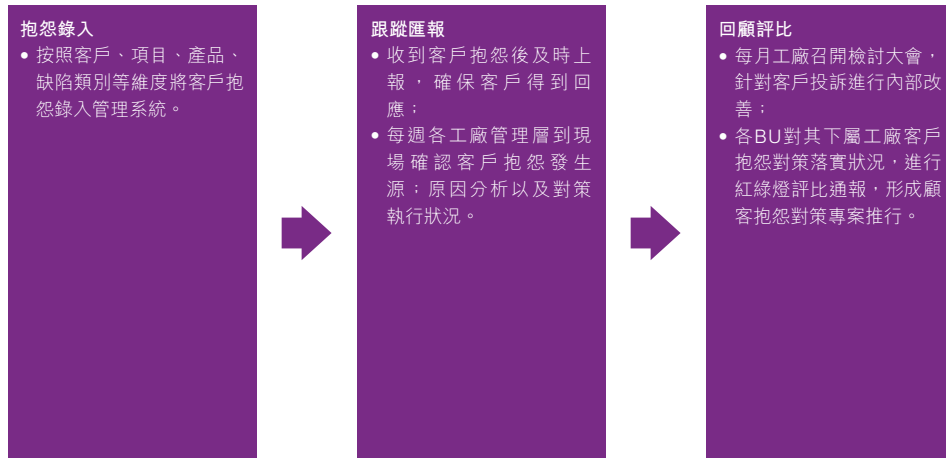 抱怨錄入
• 按照客戶、項目、產品、
缺陷類別等維度將客戶抱
怨錄入管理系統。
跟蹤匯報
• 收到客戶抱怨後及時上
報，確保客戶得到回
應；
• 每週各工廠管理層到現
場確認客戶抱怨發生
源；原因分析以及對策
執行狀況。
回顧評比
• 每月工廠召開檢討大會，
針對客戶投訴進行內部改
善；
• 各BU對其下屬工廠客戶
抱怨對策落實狀況，進行
紅綠燈評比通報，形成顧
客抱怨對策專案推行。